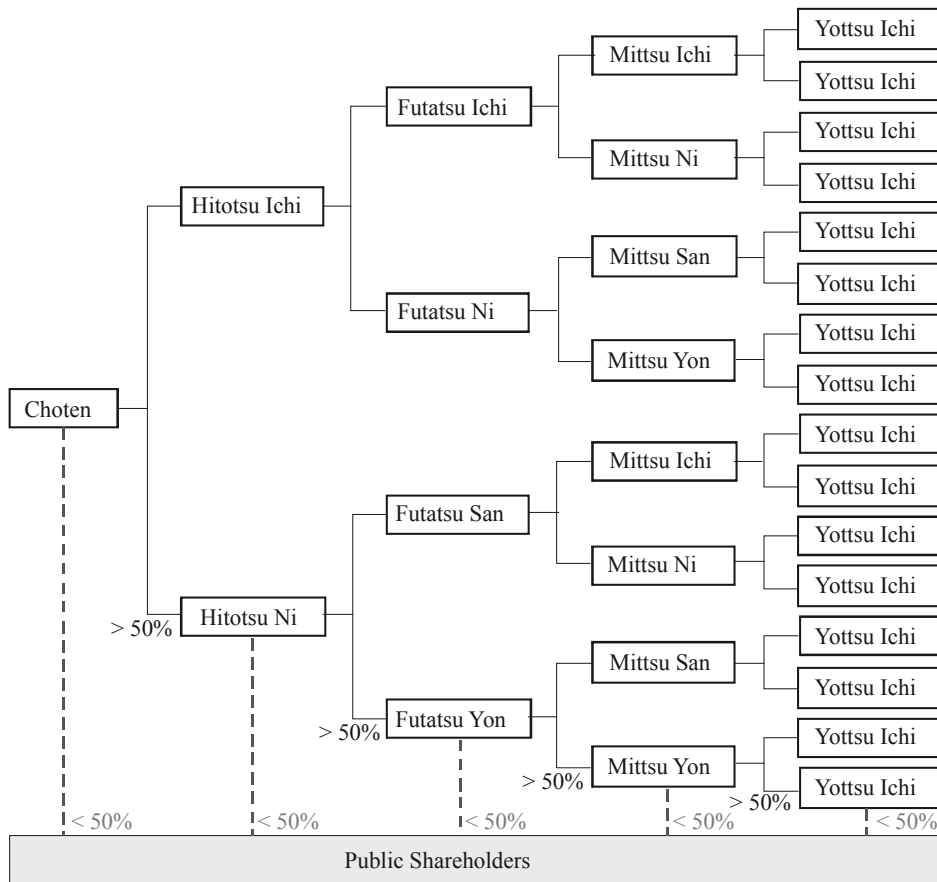 Yottsu Ichi
Mittsu Ichi
Yottsu Ichi
Futatsu Ichi
Yottsu Ichi
Mittsu Ni
Yottsu Ichi
Hitotsu Ichi
Yottsu Ichi
Mittsu San
Yottsu Ichi
Futatsu Ni
Yottsu Ichi
Mittsu Yon
Yottsu Ichi
Choten
Yottsu Ichi
Mittsu Ichi
Yottsu Ichi
Futatsu San
Yottsu Ichi
Mittsu Ni
Yottsu Ichi
Hitotsu Ni
> 50%
Yottsu Ichi
Mittsu San
Yottsu Ichi
Futatsu Yon
> 50%
Yottsu Ichi
Mittsu Yon
> 50%
Yottsu Ichi
> 50%
< 50%
< 50%
< 50%
< 50%
< 50%
Public Shareholders